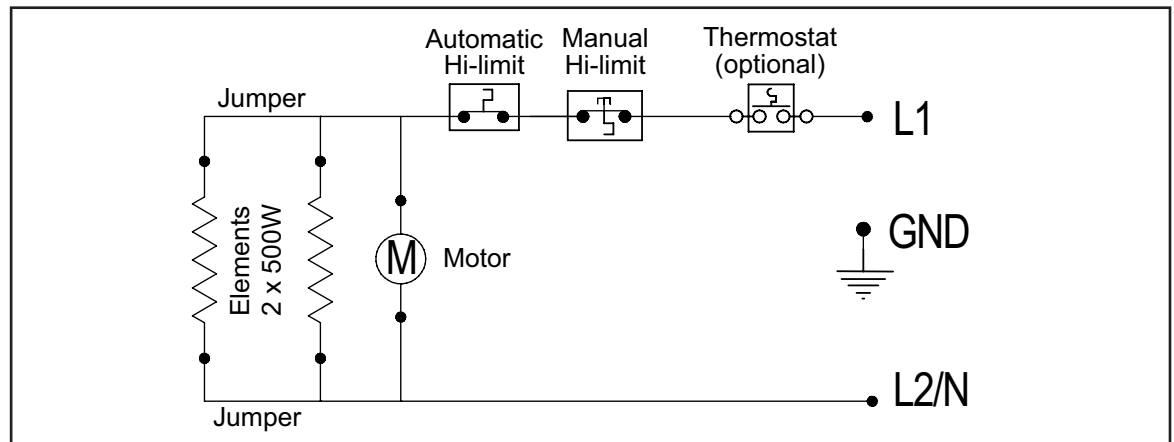 Automatic
Hi-limit
Manual
Hi-limit
Thermostat
(optional)
Jumper
L1
Elements
2 x 500W
M
Motor
GND
L2/N
Jumper